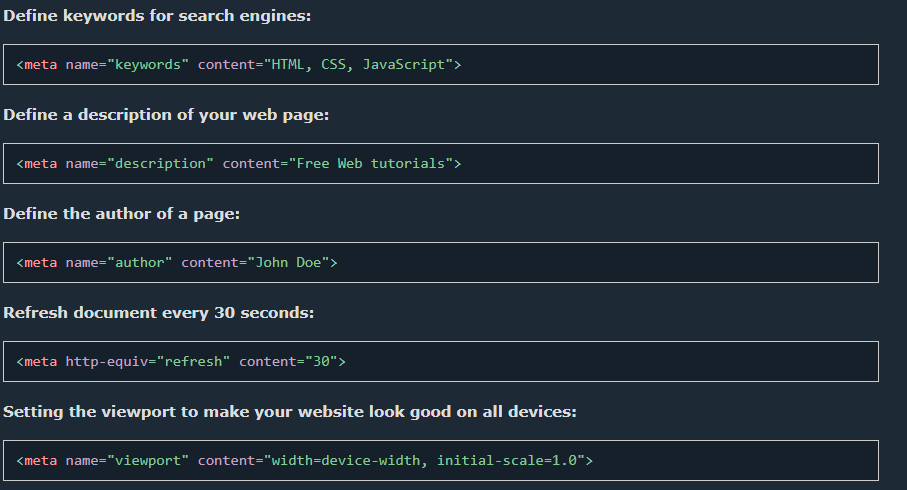 Define keywords for search engines:
<meta name="keywords" content="HTML, CSS, JavaScript">
Define a description of your web page:
<meta name="description" content="Free Web tutorials">
Define the author of a page:
<meta name="author" content="John Doe">
Refresh document every 30 seconds:
<meta http-equiv="refresh" content="30">
Setting the viewport to make your website look good on all devices:
<meta name="viewport" content="width=device-width, initial-scale=1.0">